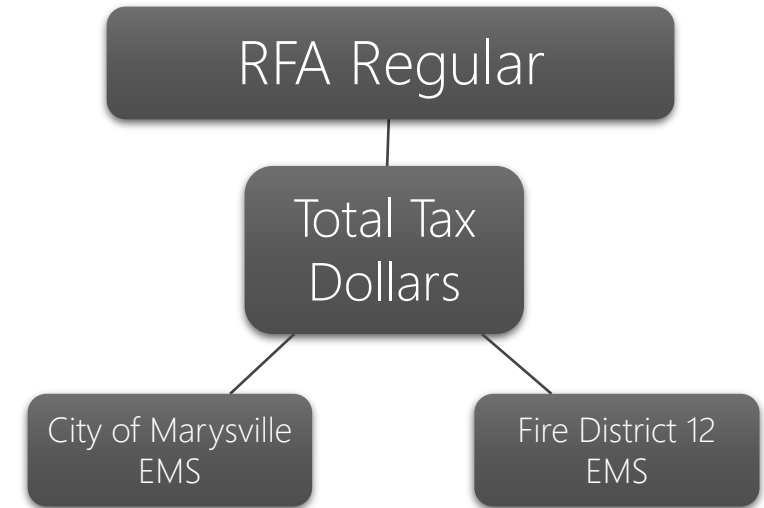 RFA Regular
Total Tax
Dollars
City of Marysville
EMS
Fire District 12
EMS